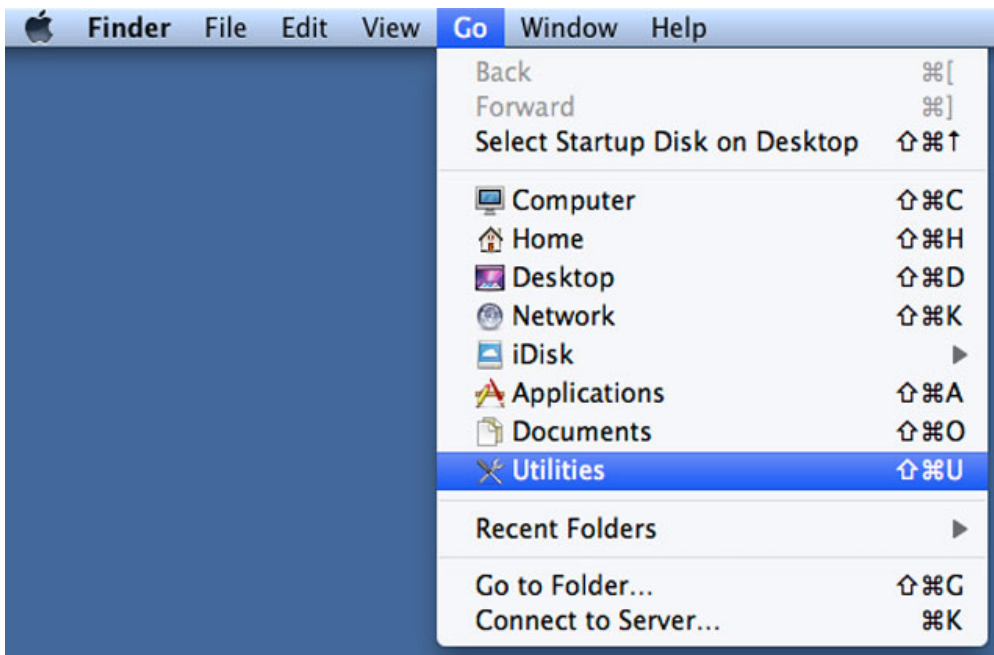 Finder File Edit View Go Window Help
Back ⌘[
Forward ⌘]
Select Startup Disk on Desktop ⇧⌘↑
Computer ⇧⌘C
Home ⇧⌘H
Desktop ⇧⌘D
Network ⇧⌘K
iDisk ▶
Applications ⇧⌘A
Documents ⇧⌘O
Utilities ⇧⌘U
Recent Folders ▶
Go to Folder... ⇧⌘G
Connect to Server... ⌘K